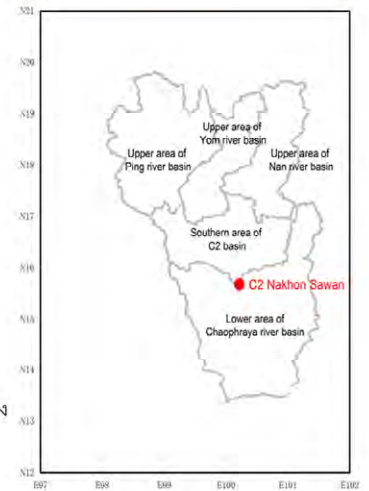 N21
N20
N19
N18
N17
N16
N15
N14
N13
N12
Upper area of
Yom river basin
Upper area of
Ping river basin
Upper area of
Nan river basin
Southern area of
C2 basin
C2 Nakhon Sawan
Lower area of
Chaophraya river basin
E97 E98 E99 E100 E101 E102